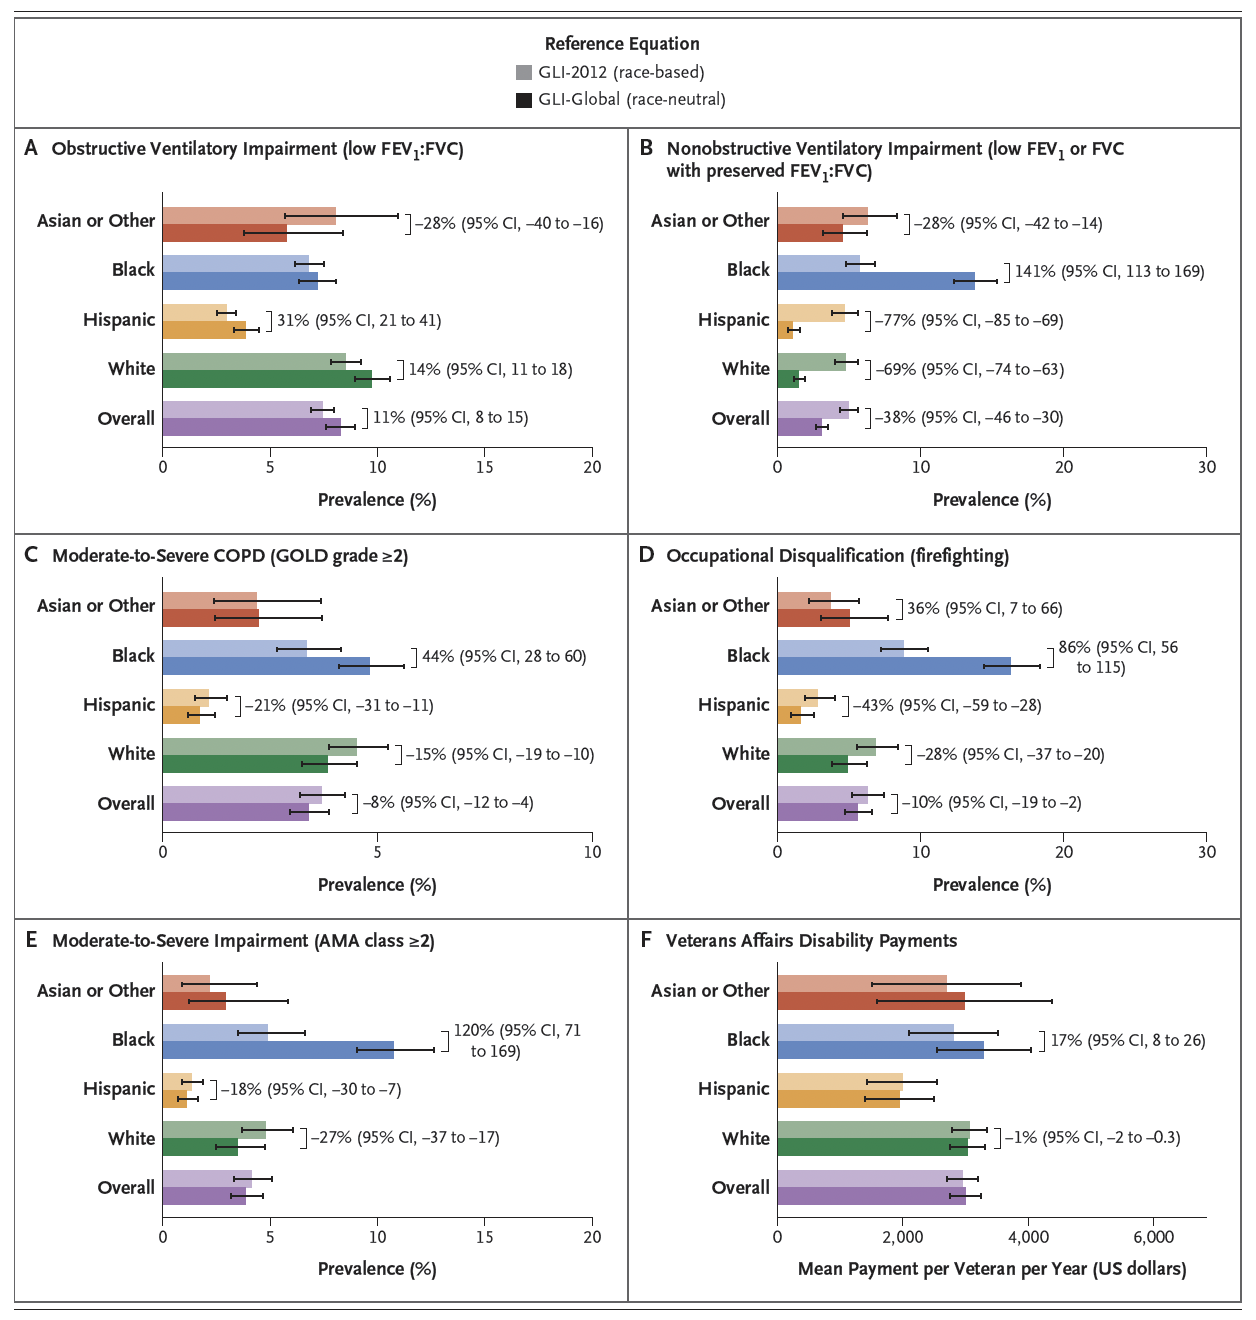 Reference Equation
GLI-2012 (race-based)
GLI-Global (race-neutral)
A Obstructive Ventilatory Impairment (low FEV1:FVC)
Asian or Other
–28% (95% CI, –40 to –16)
Black
Hispanic
31% (95% CI, 21 to 41)
White
14% (95% CI, 11 to 18)
Overall
11% (95% CI, 8 to 15)
0 5 10 15 20
Prevalence (%)
B Nonobstructive Ventilatory Impairment (low FEV1 or FVC
with preserved FEV1:FVC)
Asian or Other
–28% (95% CI, –42 to –14)
Black
141% (95% CI, 113 to 169)
Hispanic
–77% (95% CI, –85 to –69)
White
–69% (95% CI, –74 to –63)
Overall
–38% (95% CI, –46 to –30)
0 10 20 30
Prevalence (%)
C Moderate-to-Severe COPD (GOLD grade ≥2)
Asian or Other
Black
44% (95% CI, 28 to 60)
Hispanic
–21% (95% CI, –31 to –11)
White
–15% (95% CI, –19 to –10)
Overall
–8% (95% CI, –12 to –4)
0 5 10
Prevalence (%)
D Occupational Disqualification (firefighting)
Asian or Other
36% (95% CI, 7 to 66)
Black
86% (95% CI, 56
to 115)
Hispanic
–43% (95% CI, –59 to –28)
White
–28% (95% CI, –37 to –20)
Overall
–10% (95% CI, –19 to –2)
0 10 20 30
Prevalence (%)
E Moderate-to-Severe Impairment (AMA class ≥2)
Asian or Other
Black
120% (95% CI, 71
to 169)
Hispanic
–18% (95% CI, –30 to –7)
White
–27% (95% CI, –37 to –17)
Overall
0 5 10 15 20
Prevalence (%)
F Veterans Affairs Disability Payments
Asian or Other
Black
17% (95% CI, 8 to 26)
Hispanic
White
–1% (95% CI, –2 to –0.3)
Overall
0 2,000 4,000 6,000
Mean Payment per Veteran per Year (US dollars)